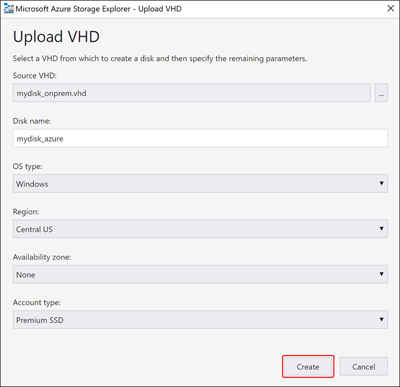 Microsoft Azure Storage Explorer - Upload VHD
Upload VHD
Select a VHD from which to create a disk and then specify the remaining parameters.
Source VHD:
mydisk_onprem.vhd
...
Disk name:
mydisk_azure
OS type:
Windows
Region:
Central US
Availability zone:
None
Account type:
Premium SSD
Create Cancel